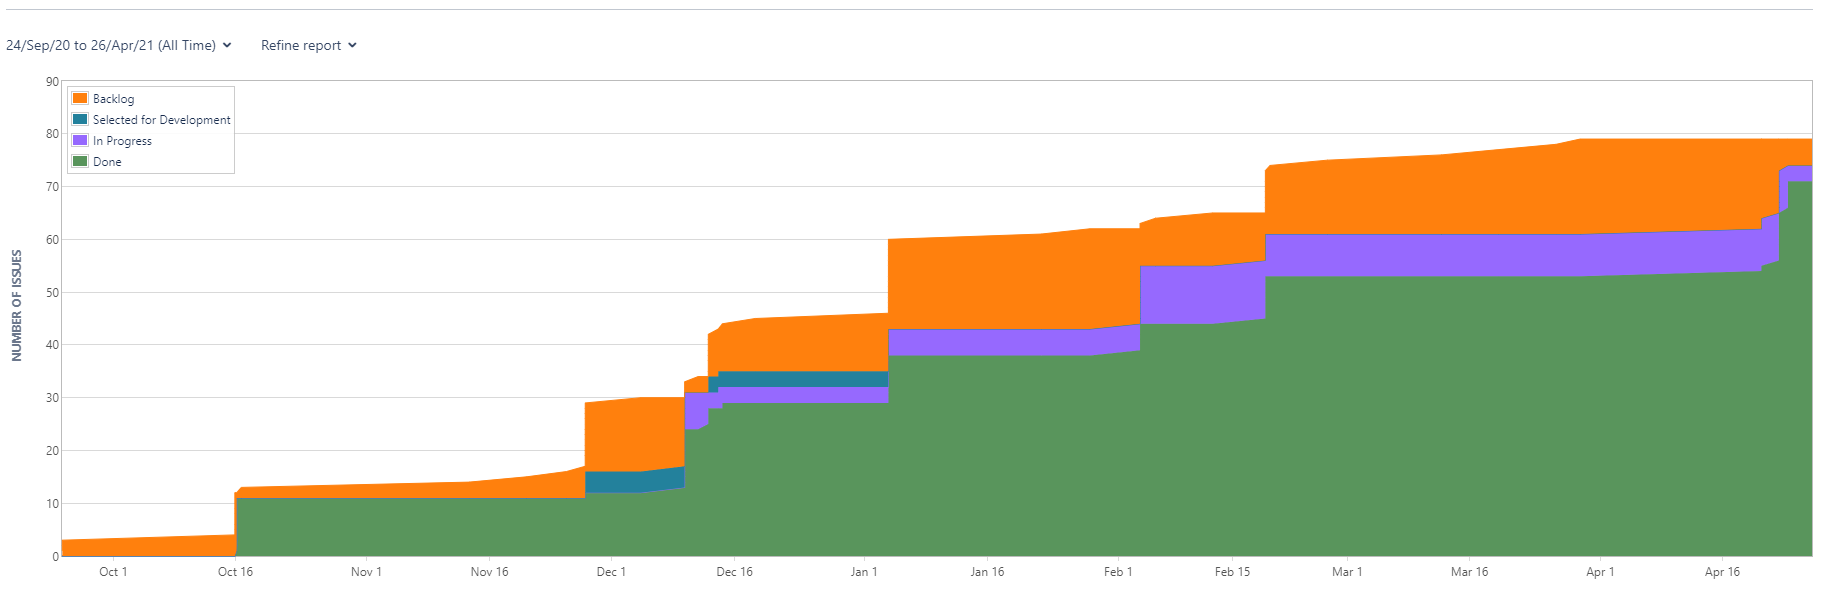 24/Sep/20 to 26/Apr/21 (All Time) Refine report
NUMBER OF ISSUES
90
80
70
60
50
40
30
20
10
0
Backlog
Selected for Development
In Progress
Done
Oct 1 Oct 16 Nov 1 Nov 16 Dec 1 Dec 16 Jan 1 Jan 16 Feb 1 Feb 15 Mar 1 Mar 16 Apr 1 Apr 16